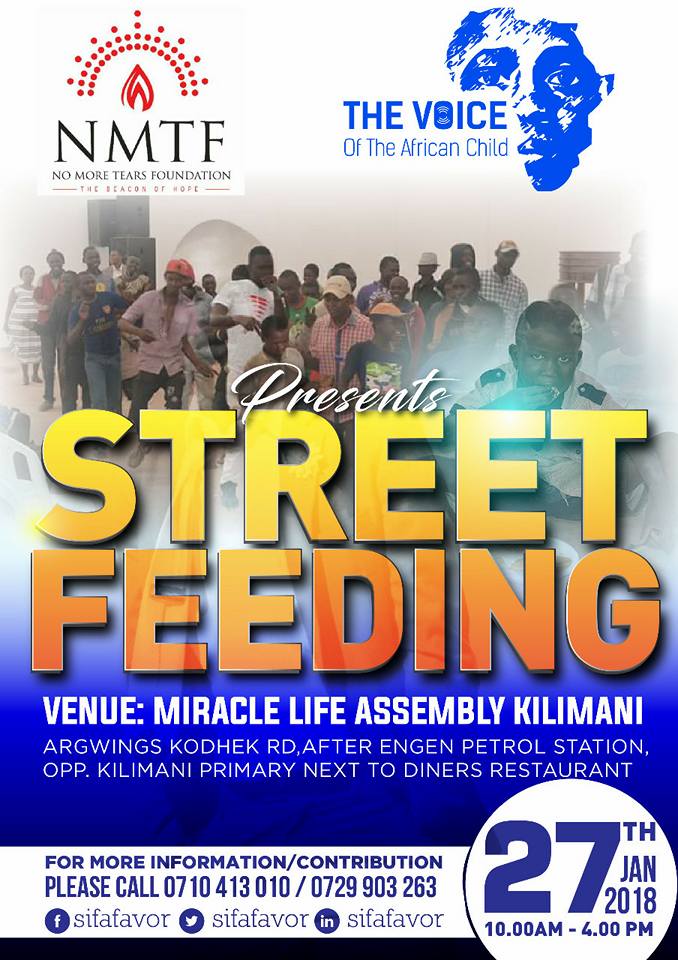 NMTF
NO MORE TEARS FOUNDATION
THE BEACON OF HOPE
THE VOICE
Of The African Child
Presents
STREET
FEEDING
VENUE: MIRACLE LIFE ASSEMBLY KILIMANI
ARGWINGS KODHEK RD,AFTER ENGEN PETROL STATION,
OPP. KILIMANI PRIMARY NEXT TO DINERS RESTAURANT
27TH
JAN
2018
10.00AM - 4.00 PM
FOR MORE INFORMATION/CONTRIBUTION
PLEASE CALL 0710 413 010 / 0729 903 263
f sifafavor sifafavor in sifafavor